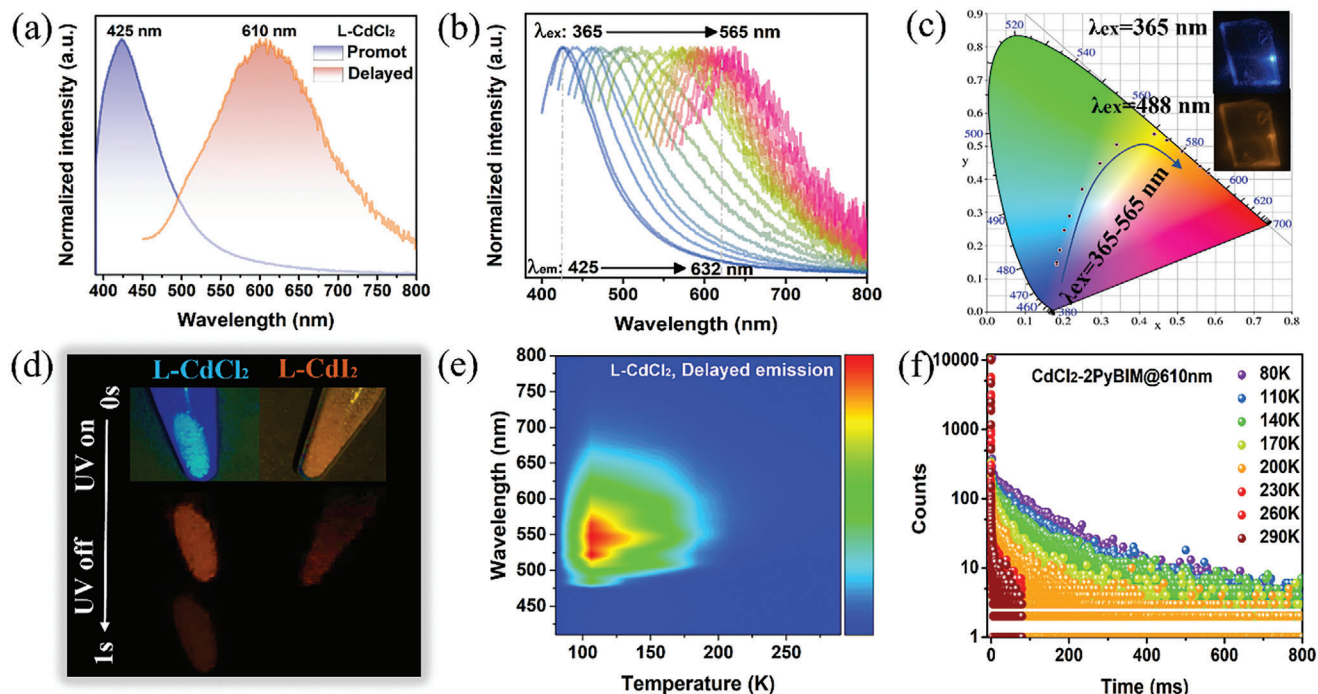 (a)
425 nm
610 nm
L-CdCl₂
Promot
Delayed
Normalized intensity (a.u.)
400 450 500 550 600 650 700 750 800
Wavelength (nm)
(b)
λex: 365 565 nm
λem: 425 632 nm
Normalized intensity (a.u.)
400 500 600 700 800
Wavelength (nm)
(c)
λex=365 nm
λex=488 nm
λex=365-565 nm
0.9
0.8
0.7
0.6
0.5
y
0.4
0.3
0.2
0.1
0.0
0.0 0.1 0.2 0.3 0.4 0.5 0.6 0.7 0.8
x
520
540
560
500
580
600
620
700
490
480
470
460
380
(d)
L-CdCl₂ L-CdI₂
0s
UV on
UV off
1s
(e)
L-CdCl₂, Delayed emission
800
750
700
650
600
550
500
450
Wavelength (nm)
100 150 200 250
Temperature (K)
(f)
CdCl₂-2PyBIM@610nm
80K
110K
140K
170K
200K
230K
260K
290K
10000
1000
100
10
1
Counts
0 200 400 600 800
Time (ms)